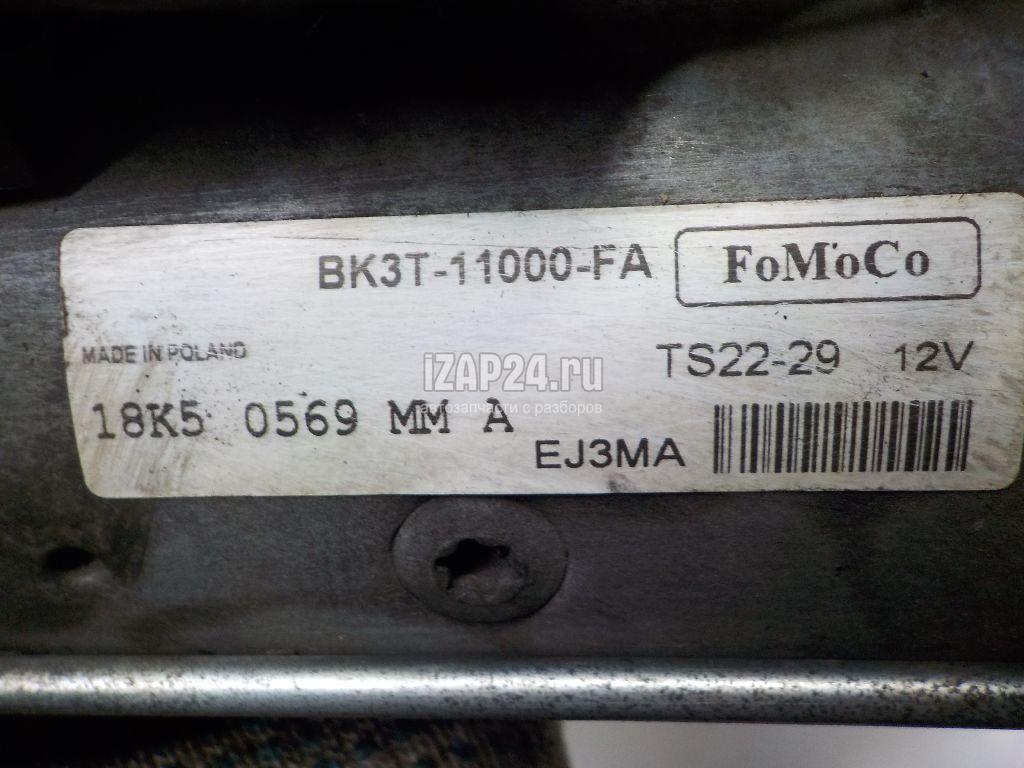 BK3T-11000-FA FoMoCo
MADE IN POLAND
TS22-29 12V
iZAP24.ru
автозапчасти с разборов
18K5 0569 MM A
EJ3MA